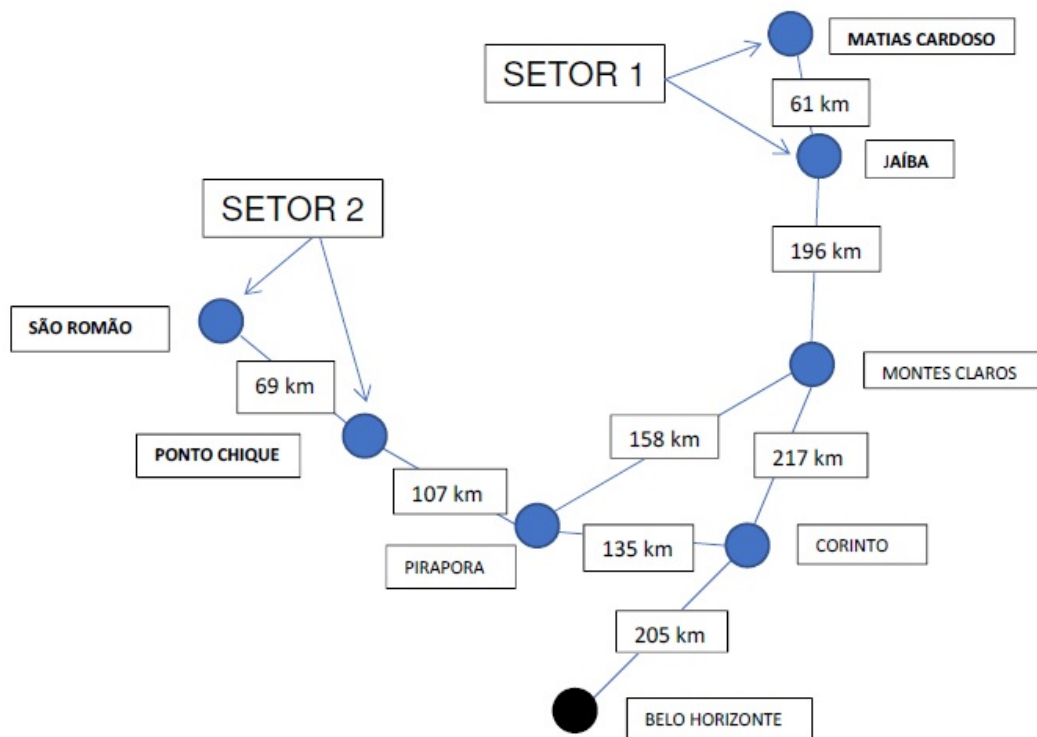 MATIAS CARDOSO
SETOR 1
61 km
JAÍBA
SETOR 2
196 km
SÃO ROMÃO
69 km
MONTES CLAROS
158 km
PONTO CHIQUE
217 km
107 km
135 km
CORINTO
PIRAPORA
205 km
BELO HORIZONTE